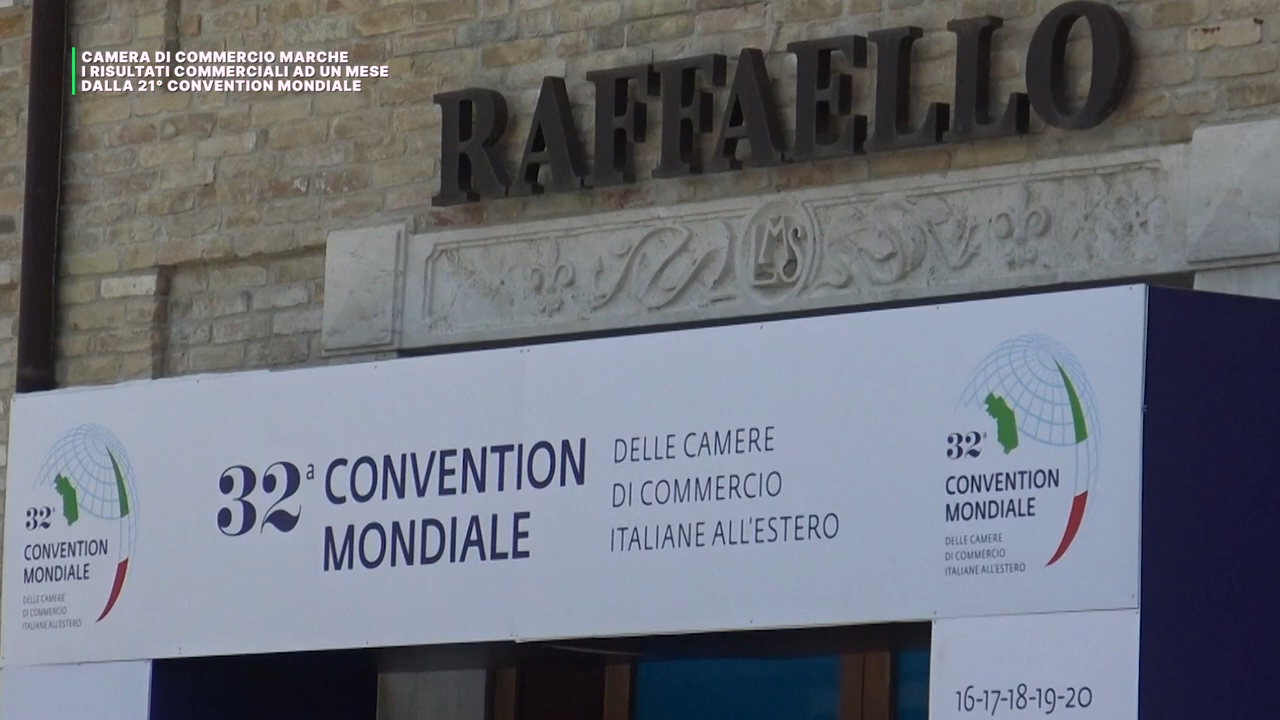 CAMERA DI COMMERCIO MARCHE
I RISULTATI COMMERCIALI AD UN MESE
DALLA 21° CONVENTION MONDIALE
RAFFAELLO
LMS
32ª CONVENTION
MONDIALE
DELLE CAMERE
DI COMMERCIO
ITALIANE ALL'ESTERO
32ª
CONVENTION
MONDIALE
DELLE CAMERE
DI COMMERCIO
ITALIANE ALL'ESTERO
32ª
CONVENTION
MONDIALE
DELLE CAMERE
DI COMMERCIO
ITALIANE ALL'ESTERO
16-17-18-19-20